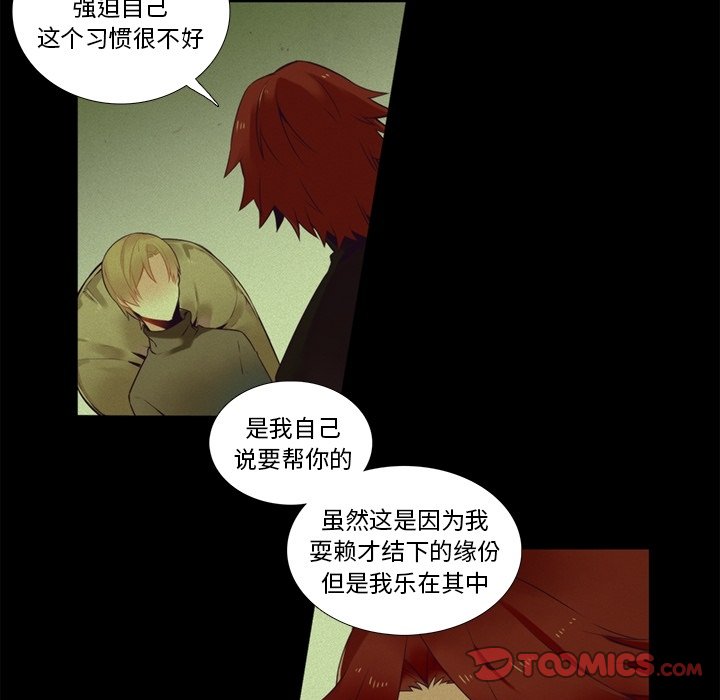 强迫自己
这个习惯很不好
是我自己
说要帮你的
虽然这是因为我
耍赖才结下的缘份
但是我乐在其中
TOOMICS.COM